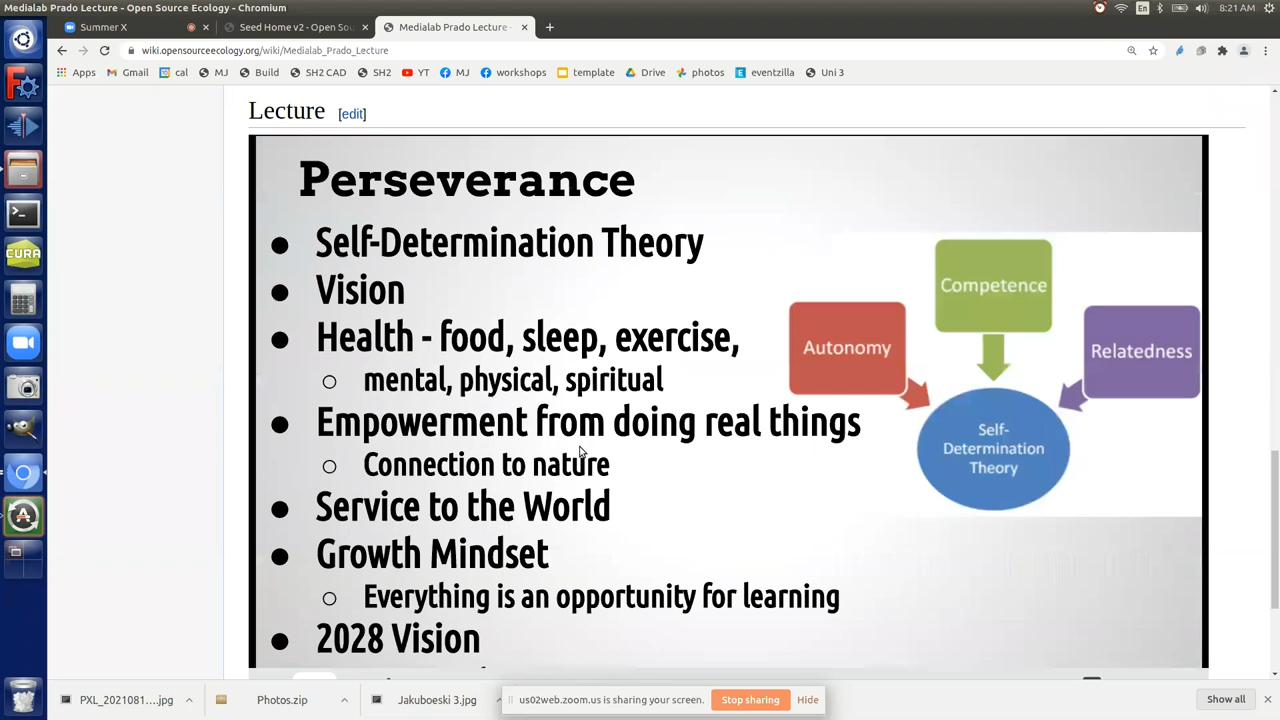 Medialab Prado Lecture - Open Source Ecology - Chromium
En
8:21 AM
Summer X
Seed Home v2 - Open Sou
Medialab Prado Lecture -
wiki.opensourceecology.org/wiki/Medialab_Prado_Lecture
Apps Gmail cal MJ Build SH2 CAD SH2 YT MJ workshops template Drive photos eventzilla Uni 3
Lecture [edit]
Perseverance
● Self-Determination Theory
● Vision
● Health - food, sleep, exercise,
○ mental, physical, spiritual
● Empowerment from doing real things
○ Connection to nature
● Service to the World
● Growth Mindset
○ Everything is an opportunity for learning
● 2028 Vision
Competence
Autonomy
Relatedness
Self-
Determination
Theory
CURA
PXL_2021081....jpg
Photos.zip
Jakuboeski 3.jpg
us02web.zoom.us is sharing your screen.
Stop sharing
Hide
Show all